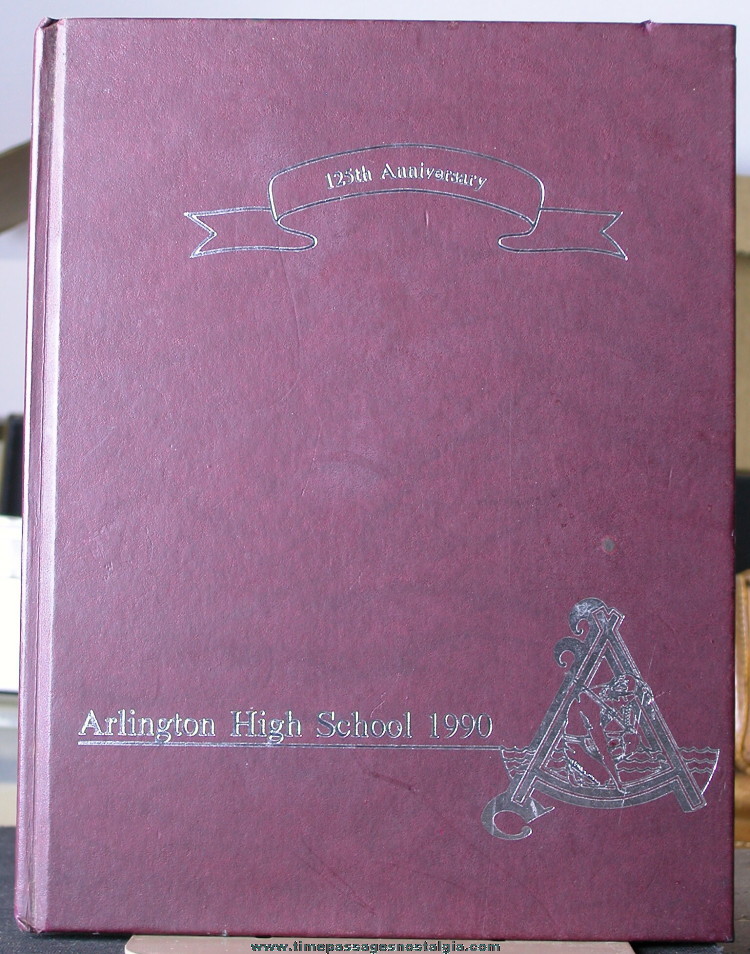 125th Anniversary
Arlington High School 1990
www.timepassagesnostalgia.com